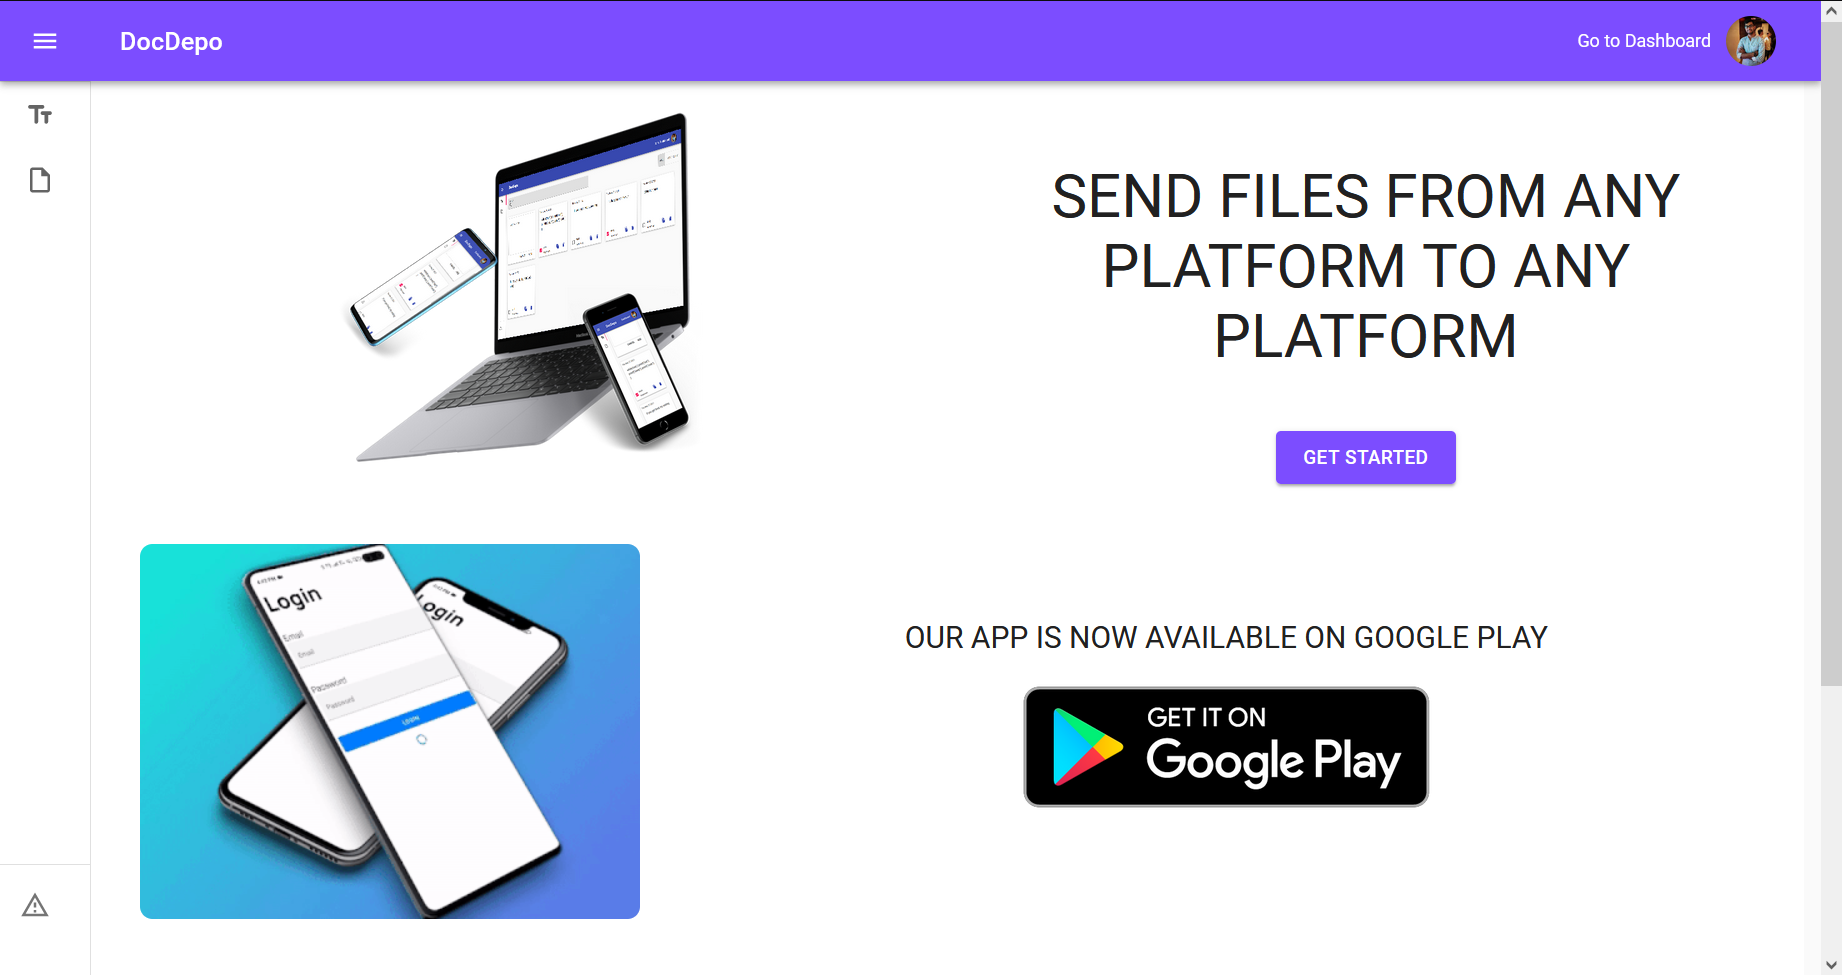 DocDepo
Go to Dashboard
SEND FILES FROM ANY
PLATFORM TO ANY
PLATFORM
GET STARTED
Login
Email
Email
Password
Password
LOGIN
Login
OUR APP IS NOW AVAILABLE ON GOOGLE PLAY
GET IT ON
Google Play